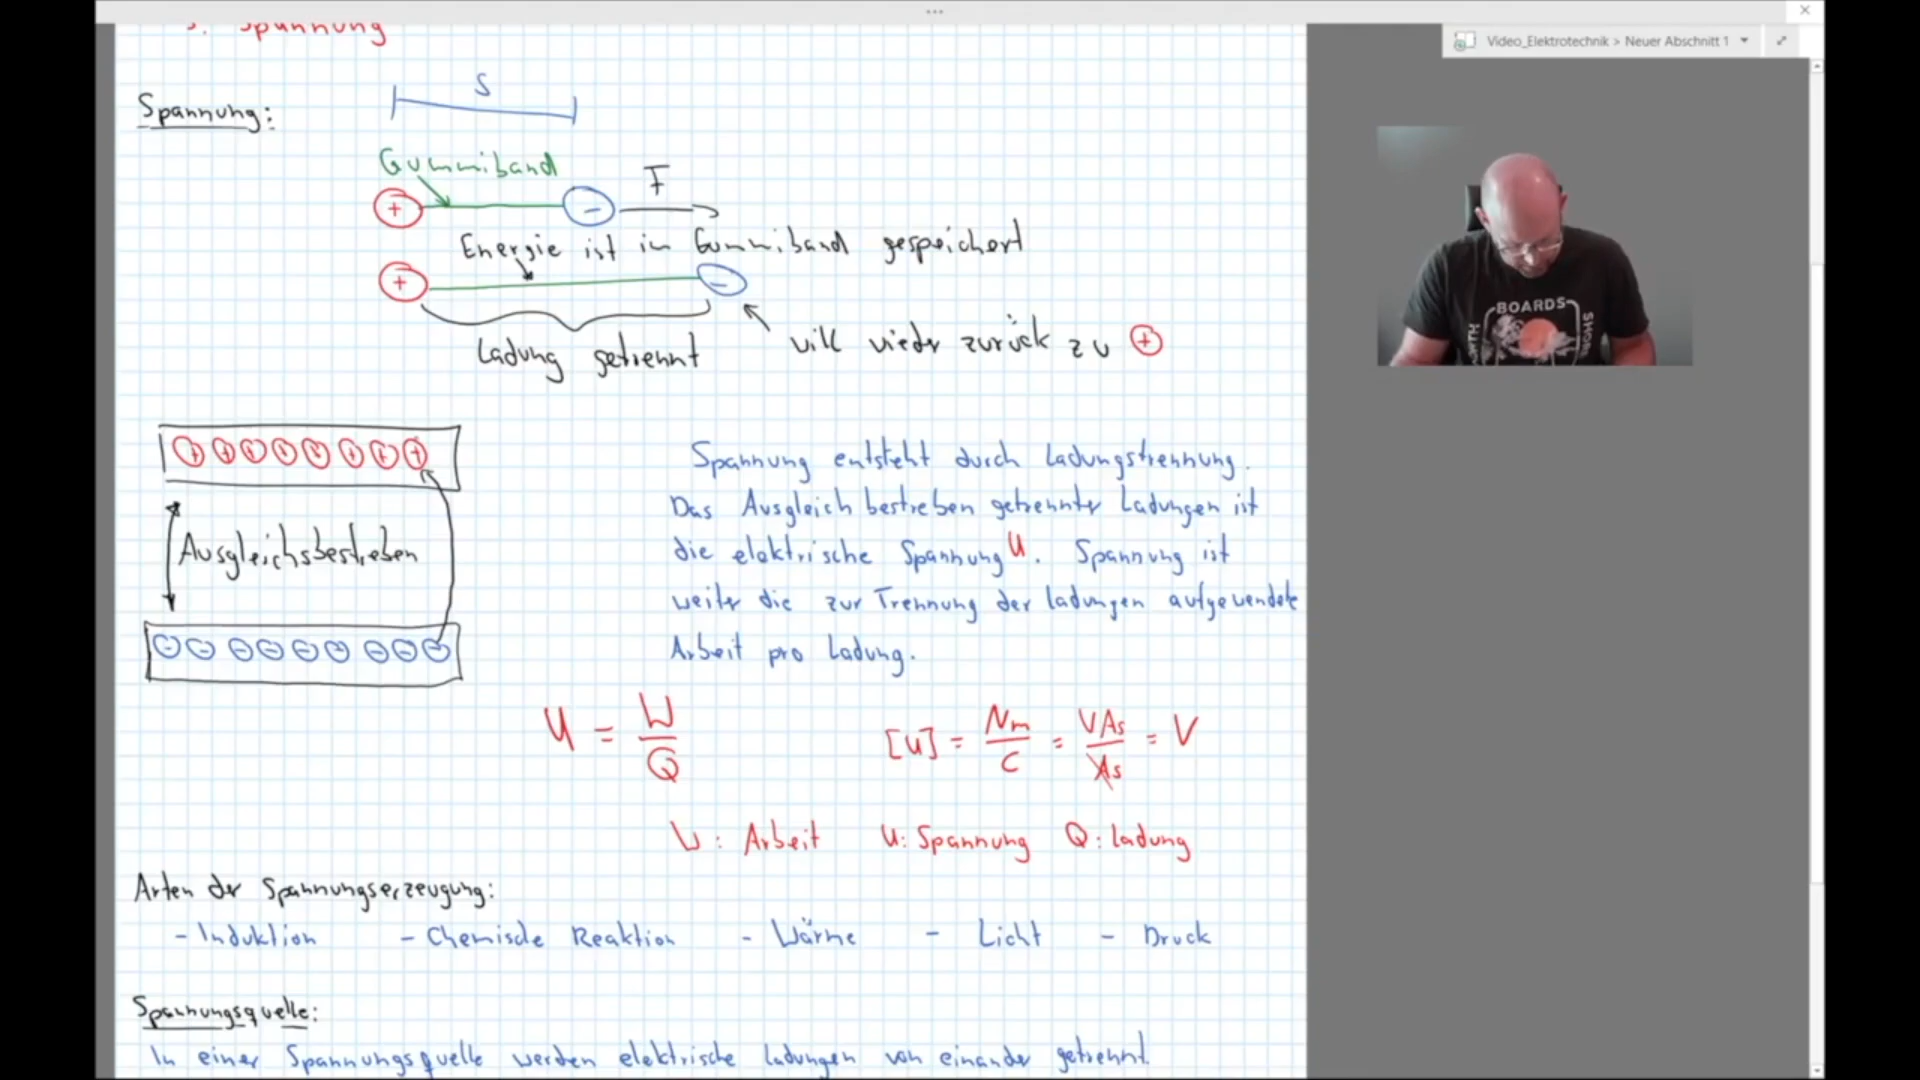 ...
Video_Elektrotechnik > Neuer Abschnitt 1
3. Spannung
S
Spannung:
Gummiband
F
+ -
Energie ist im Gummiband gespeichert
+ -
Ladung getrennt
will wieder zurück zu +
+ + + + + + + +
Ausgleichsbestreben
- - - - - - - - -
Spannung entsteht durch Ladungstrennung.
Das Ausgleichbestreben getrennter Ladungen ist
die elektrische Spannung U. Spannung ist
weiter die zur Trennung der Ladungen aufgewendete
Arbeit pro Ladung.
U = W/Q
[U] = Nm/C = VAs/As = V
W: Arbeit U: Spannung Q: Ladung
Arten der Spannungserzeugung:
- Induktion - Chemische Reaktion - Wärme - Licht - Druck
Spannungsquelle:
In einer Spannungsquelle werden elektrische Ladungen von einander getrennt.
BOARDS